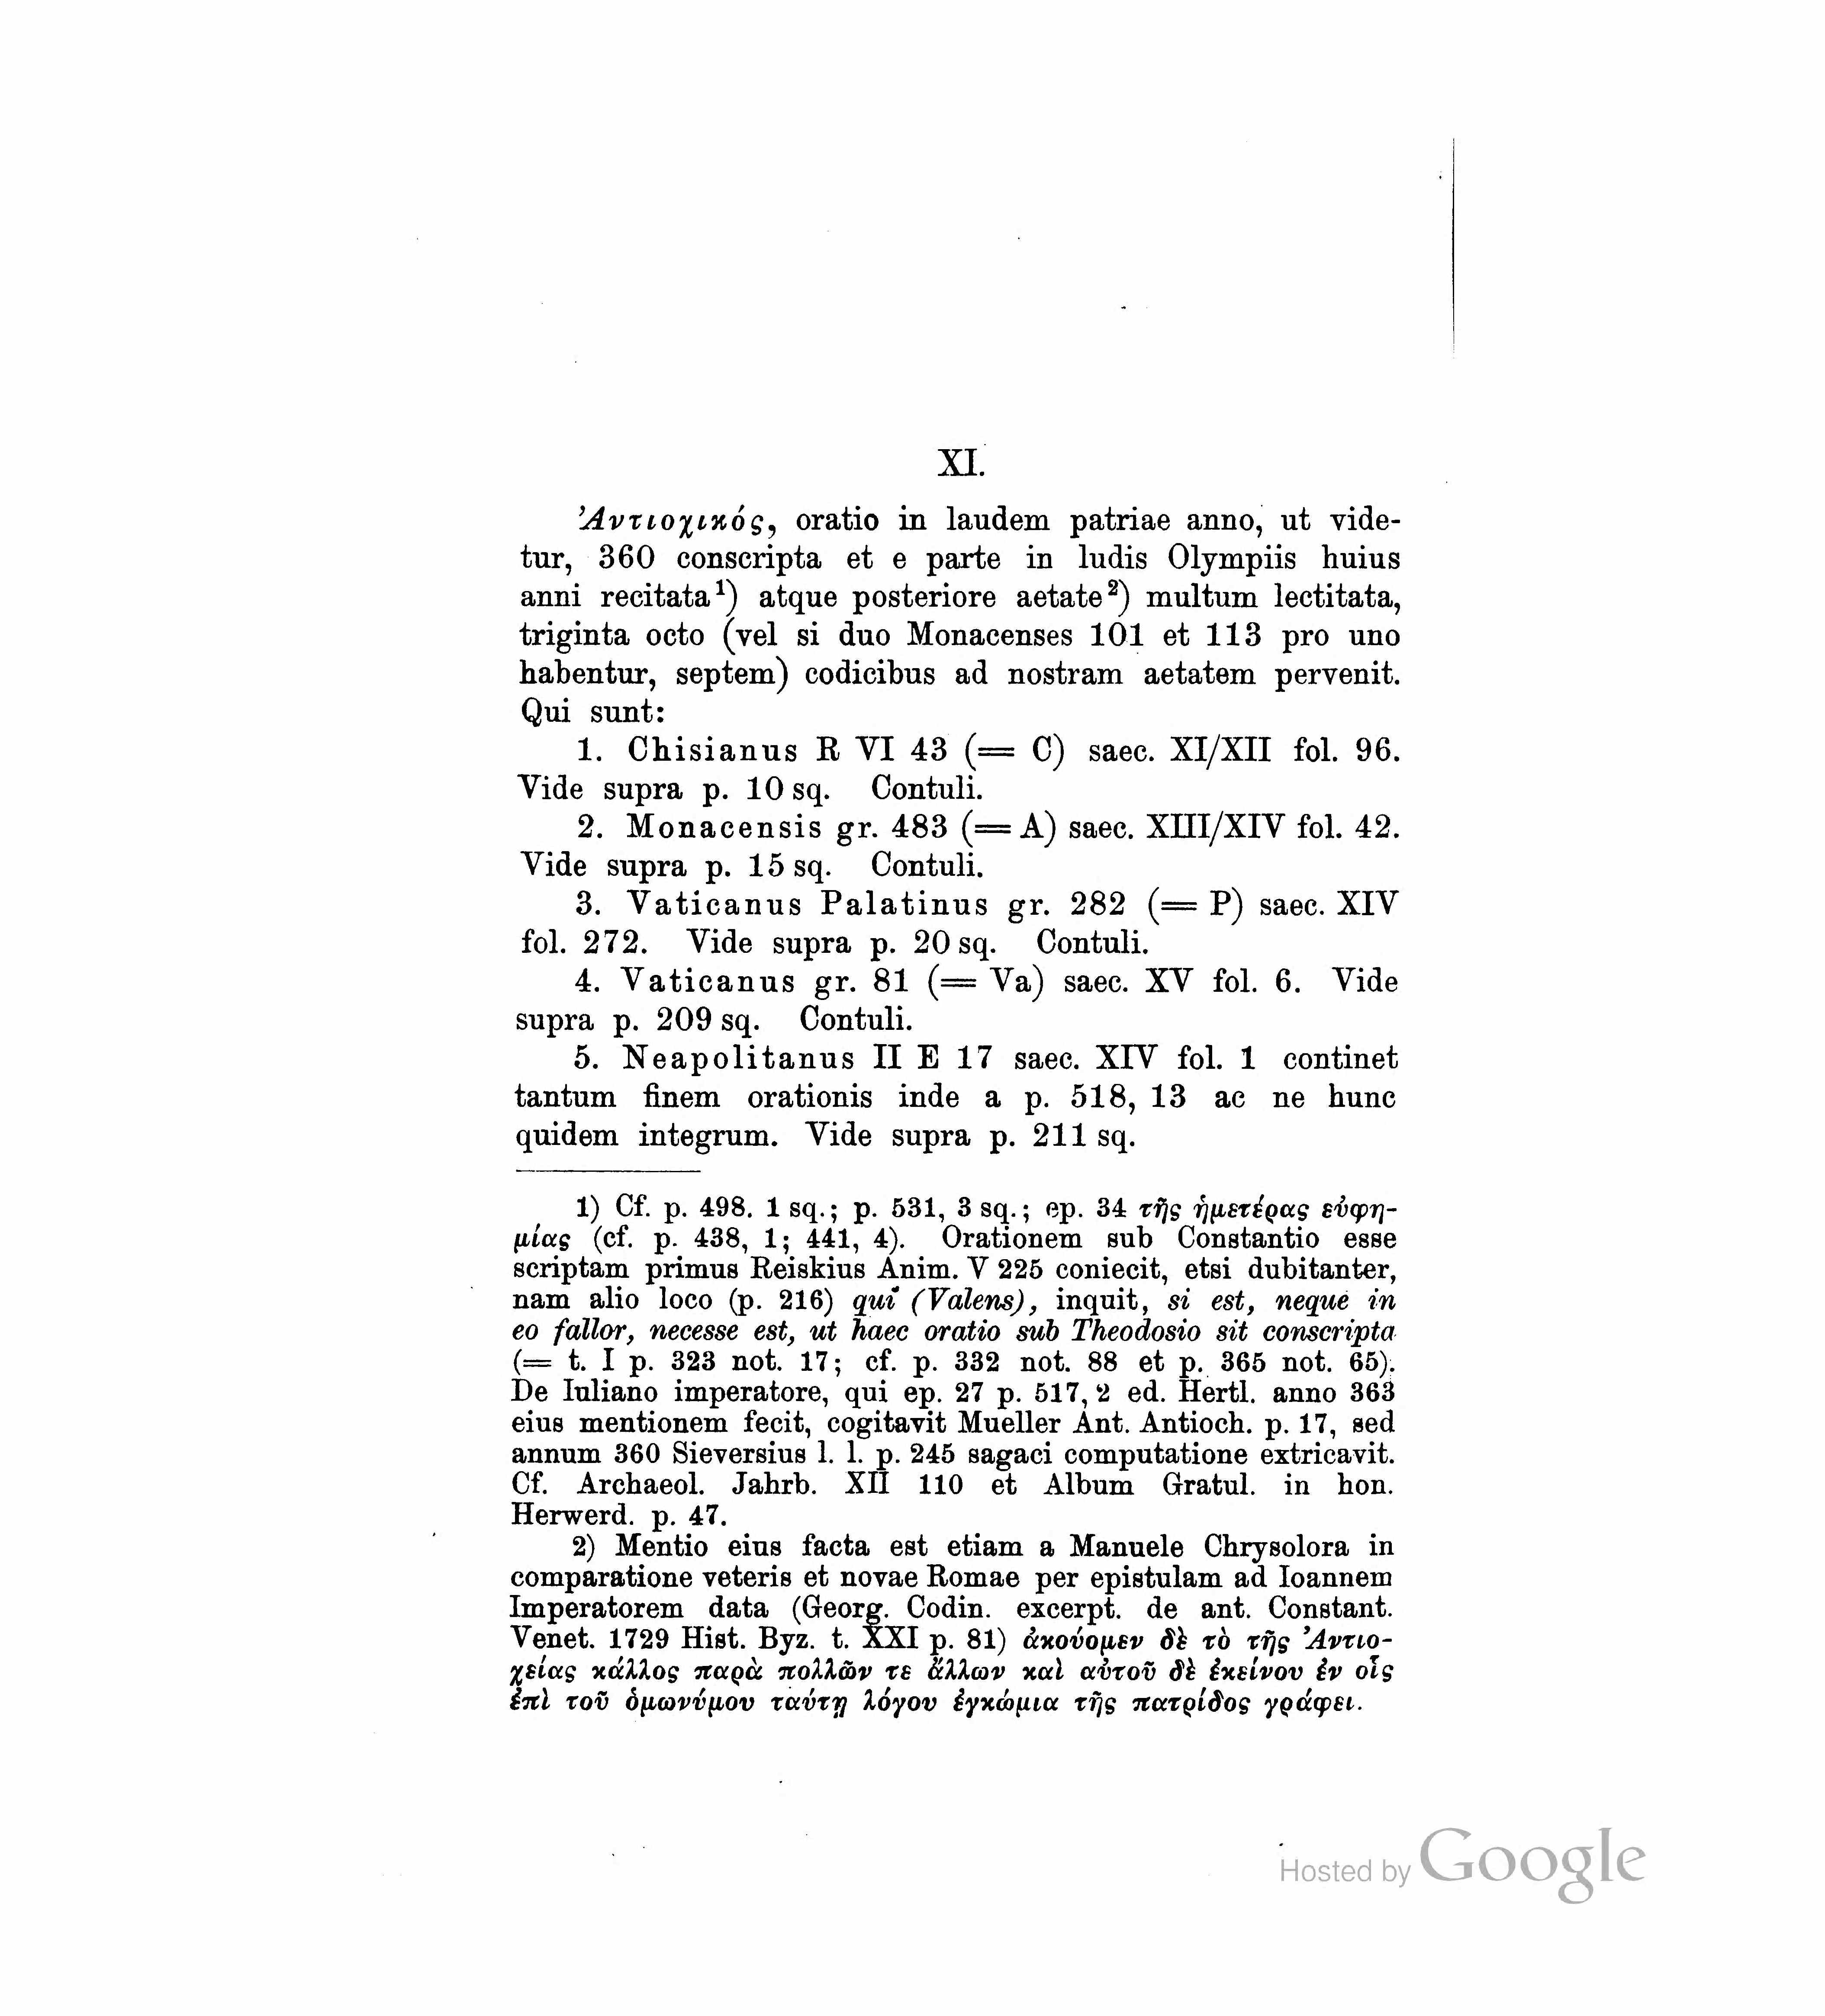 XI.
Ἀντιοχικός, oratio in laudem patriae anno, ut vide-
tur, 360 conscripta et e parte in ludis Olympiis huius
anni recitata¹) atque posteriore aetate²) multum lectitata,
triginta octo (vel si duo Monacenses 101 et 113 pro uno
habentur, septem) codicibus ad nostram aetatem pervenit.
Qui sunt:
1. Chisianus R VI 43 (= C) saec. XI/XII fol. 96.
Vide supra p. 10 sq. Contuli.
2. Monacensis gr. 483 (= A) saec. XIII/XIV fol. 42.
Vide supra p. 15 sq. Contuli.
3. Vaticanus Palatinus gr. 282 (= P) saec. XIV
fol. 272. Vide supra p. 20 sq. Contuli.
4. Vaticanus gr. 81 (= Va) saec. XV fol. 6. Vide
supra p. 209 sq. Contuli.
5. Neapolitanus II E 17 saec. XIV fol. 1 continet
tantum finem orationis inde a p. 518, 13 ac ne hunc
quidem integrum. Vide supra p. 211 sq.
1) Cf. p. 498. 1 sq.; p. 531, 3 sq.; ep. 34 τῆς ἡμετέρας εὐφη-
μίας (cf. p. 438, 1; 441, 4). Orationem sub Constantio esse
scriptam primus Reiskius Anim. V 225 coniecit, etsi dubitanter,
nam alio loco (p. 216) qui (Valens), inquit, si est, neque in
eo fallor, necesse est, ut haec oratio sub Theodosio sit conscripta
(= t. I p. 323 not. 17; cf. p. 332 not. 88 et p. 365 not. 65).
De Iuliano imperatore, qui ep. 27 p. 517, 2 ed. Hertl. anno 363
eius mentionem fecit, cogitavit Mueller Ant. Antioch. p. 17, sed
annum 360 Sieversius l. l. p. 245 sagaci computatione extricavit.
Cf. Archaeol. Jahrb. XII 110 et Album Gratul. in hon.
Herwerd. p. 47.
2) Mentio eius facta est etiam a Manuele Chrysolora in
comparatione veteris et novae Romae per epistulam ad Ioannem
Imperatorem data (Georg. Codin. excerpt. de ant. Constant.
Venet. 1729 Hist. Byz. t. XXI p. 81) ἀκούομεν δὲ τὸ τῆς Ἀντιο-
χείας κάλλος παρὰ πολλῶν τε ἄλλων καὶ αὐτοῦ δὲ ἐκείνου ἐν οἷς
ἐπὶ τοῦ ὁμωνύμου ταύτῃ λόγου ἐγκώμια τῆς πατρίδος γράφει.
Hosted by Google